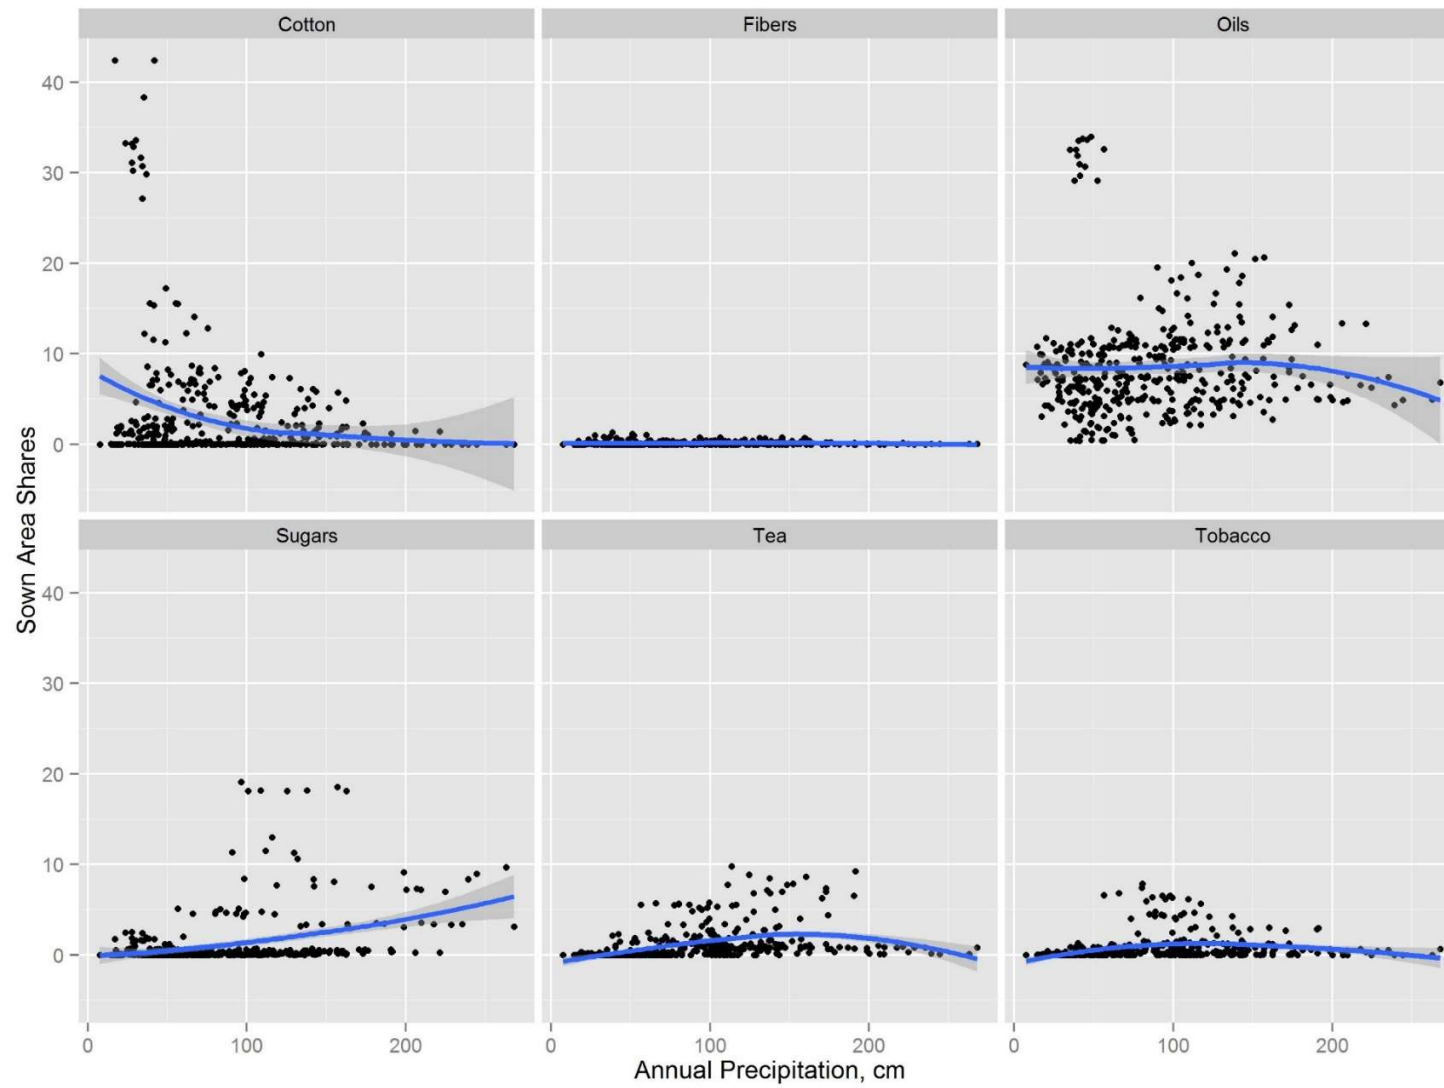 Cotton Fibers Oils
40
30
20
10
0
Sown Area Shares
Sugars Tea Tobacco
40
30
20
10
0
0 100 200 0 100 200 0 100 200
Annual Precipitation, cm